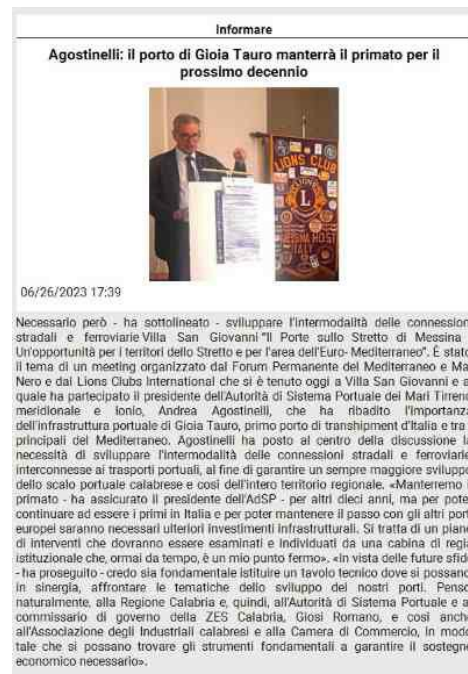 Informare
Agostinelli: il porto di Gioia Tauro manterrà il primato per il
prossimo decennio
LIONS CLUB
L
HOST
ITALY
06/26/2023 17:39
Necessario però - ha sottolineato - sviluppare l'intermodalità delle connession
stradali e ferroviarie Villa San Giovanni "Il Porte sullo Stretto di Messina
Un'opportunità per i territori dello Stretto e per l'area dell'Euro- Mediterraneo". È stato
il tema di un meeting organizzato dal Forum Permanente del Mediterraneo e Ma
Nero e dal Lions Clubs International che si è tenuto oggi a Villa San Giovanni e a
quale ha partecipato il presidente dell'Autorità di Sistema Portuale dei Mari Tirren
meridionale e Ionio, Andrea Agostinelli, che ha ribadito l'importanza
dell'infrastruttura portuale di Gioia Tauro, primo porto di transhipment d'Italia e tra
principali del Mediterraneo. Agostinelli ha posto al centro della discussione la
necessità di sviluppare l'intermodalità delle connessioni stradali e ferroviarie
interconnesse ai trasporti portuali, al fine di garantire un sempre maggiore sviluppo
dello scalo portuale calabrese e così dell'intero territorio regionale. «Manterremo i
primato - ha assicurato il presidente dell'AdSP - per altri dieci anni, ma per pote
continuare ad essere i primi in Italia e per poter mantenere il passo con gli altri port
europei saranno necessari ulteriori investimenti infrastrutturali. Si tratta di un piano
di interventi che dovranno essere esaminati e individuati da una cabina di regia
istituzionale che, ormai da tempo, è un mio punto fermo». «In vista delle future sfide
- ha proseguito - credo sia fondamentale istituire un tavolo tecnico dove si possano
in sinergia, affrontare le tematiche dello sviluppo dei nostri porti. Penso
naturalmente, alla Regione Calabria e, quindi, all'Autorità di Sistema Portuale e a
commissario di governo della ZES Calabria, Giosi Romano, e così anche
all'Associazione degli Industriali calabresi e alla Camera di Commercio, in modo
tale che si possano trovare gli strumenti fondamentali a garantire il sostegno
economico necessario».